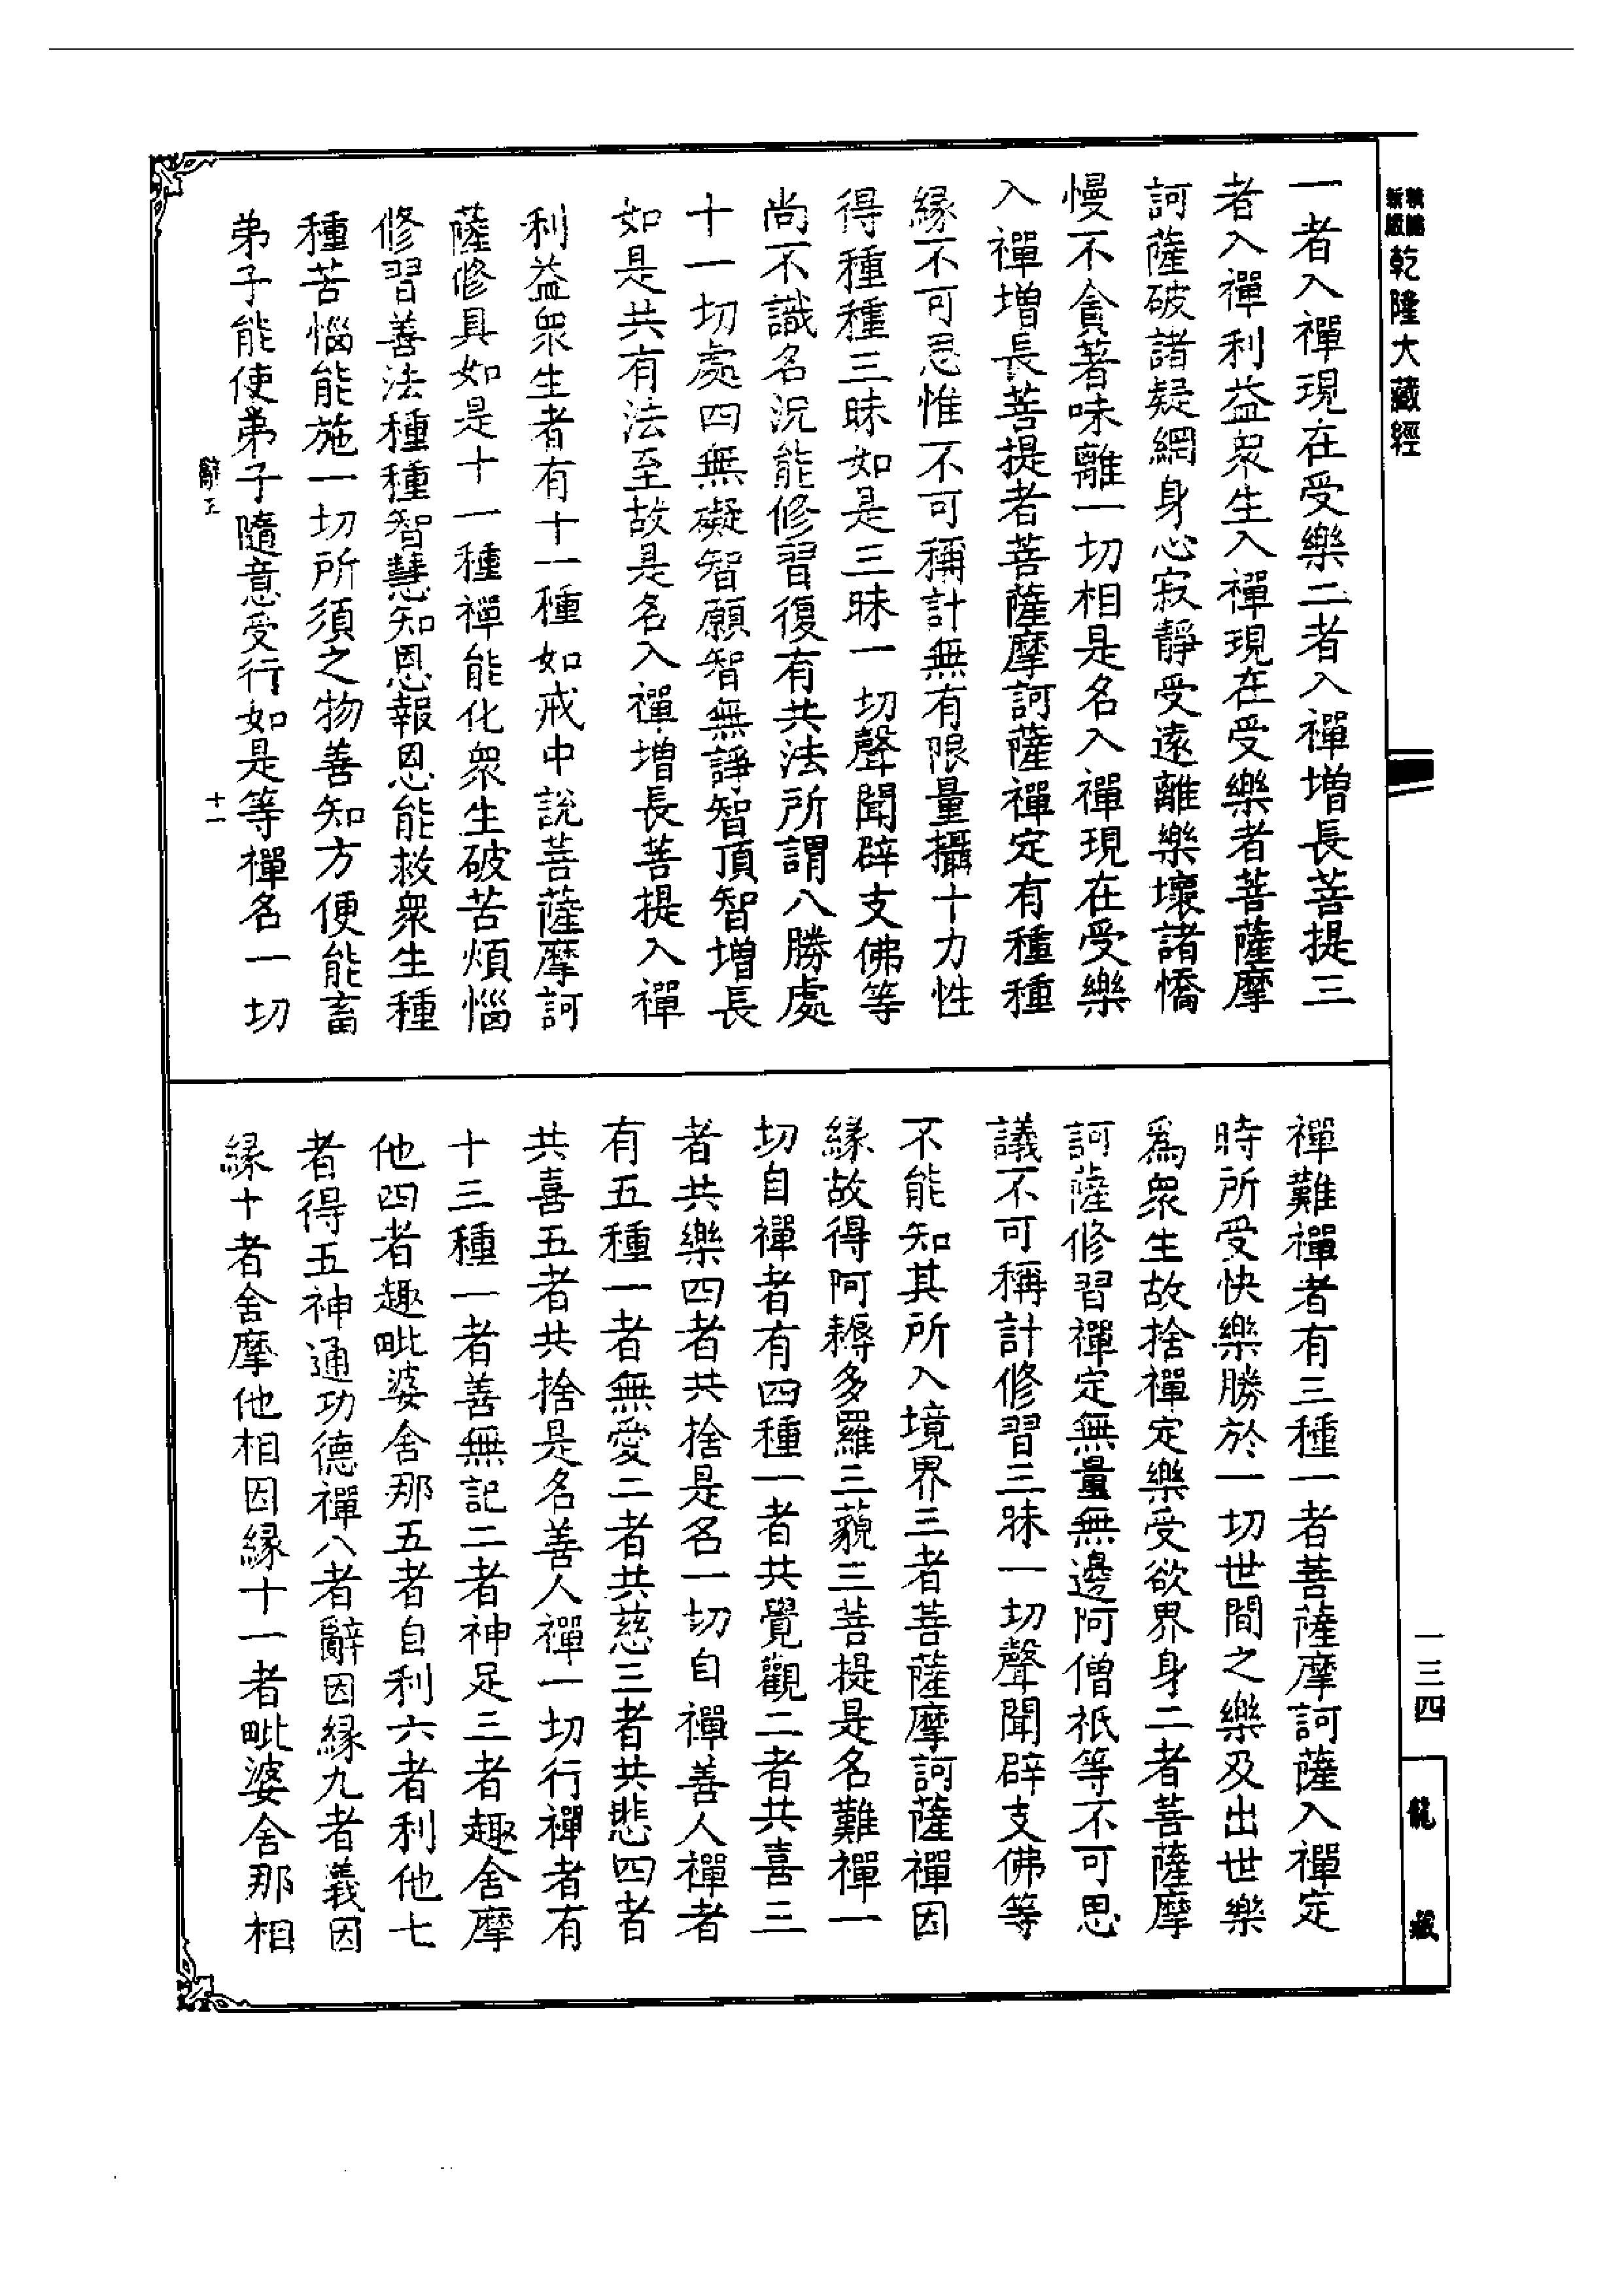 乾隆大藏經
一者入禪現在受樂二者入禪增長菩提三
者入禪利益衆生入禪現在受樂者菩薩摩
訶薩破諸疑網身心寂靜受遠離樂壞諸憍
慢不貪著味離一切相是名入禪現在受樂
入禪增長菩提者菩薩摩訶薩禪定有種種
緣不可思惟不可稱計無有限量攝十力性
得種種三昧如是三昧一切聲聞辟支佛等
尚不識名況能修習復有共法所謂八勝處
十一切處四無礙智願智無諍智頂智增長
如是共有法至故是名入禪增長菩提入禪
利益衆生者有十一種如戒中說菩薩摩訶
薩修具如是十一種禪能化衆生破苦煩惱
修習善法種種智慧知恩報恩能救衆生種
種苦惱能施一切所須之物善知方便能畜
弟子能使弟子隨意受行如是等禪名一切
十一
禪難禪者有三種一者菩薩摩訶薩入禪定
時所受快樂勝於一切世間之樂及出世樂
爲衆生故捨禪定樂受欲界身二者菩薩摩
訶薩修習禪定無量無邊阿僧祇等不可思
議不可稱計修習三昧一切聲聞辟支佛等
不能知其所入境界三者菩薩摩訶薩禪因
緣故得阿耨多羅三藐三菩提是名難禪一
切自禪者有四種一者共覺觀二者共喜三
者共樂四者共捨是名一切自禪善人禪者
有五種一者無愛二者共慈三者共悲四者
共喜五者共捨是名善人禪一切行禪者有
十三種一者善無記二者神足三者趣舍摩
他四者趣毗婆舍那五者自利六者利他七
者得五神通功德禪八者辭因緣九者義因
緣十者舍摩他相因緣十一者毗婆舍那相
一三四
龍藏